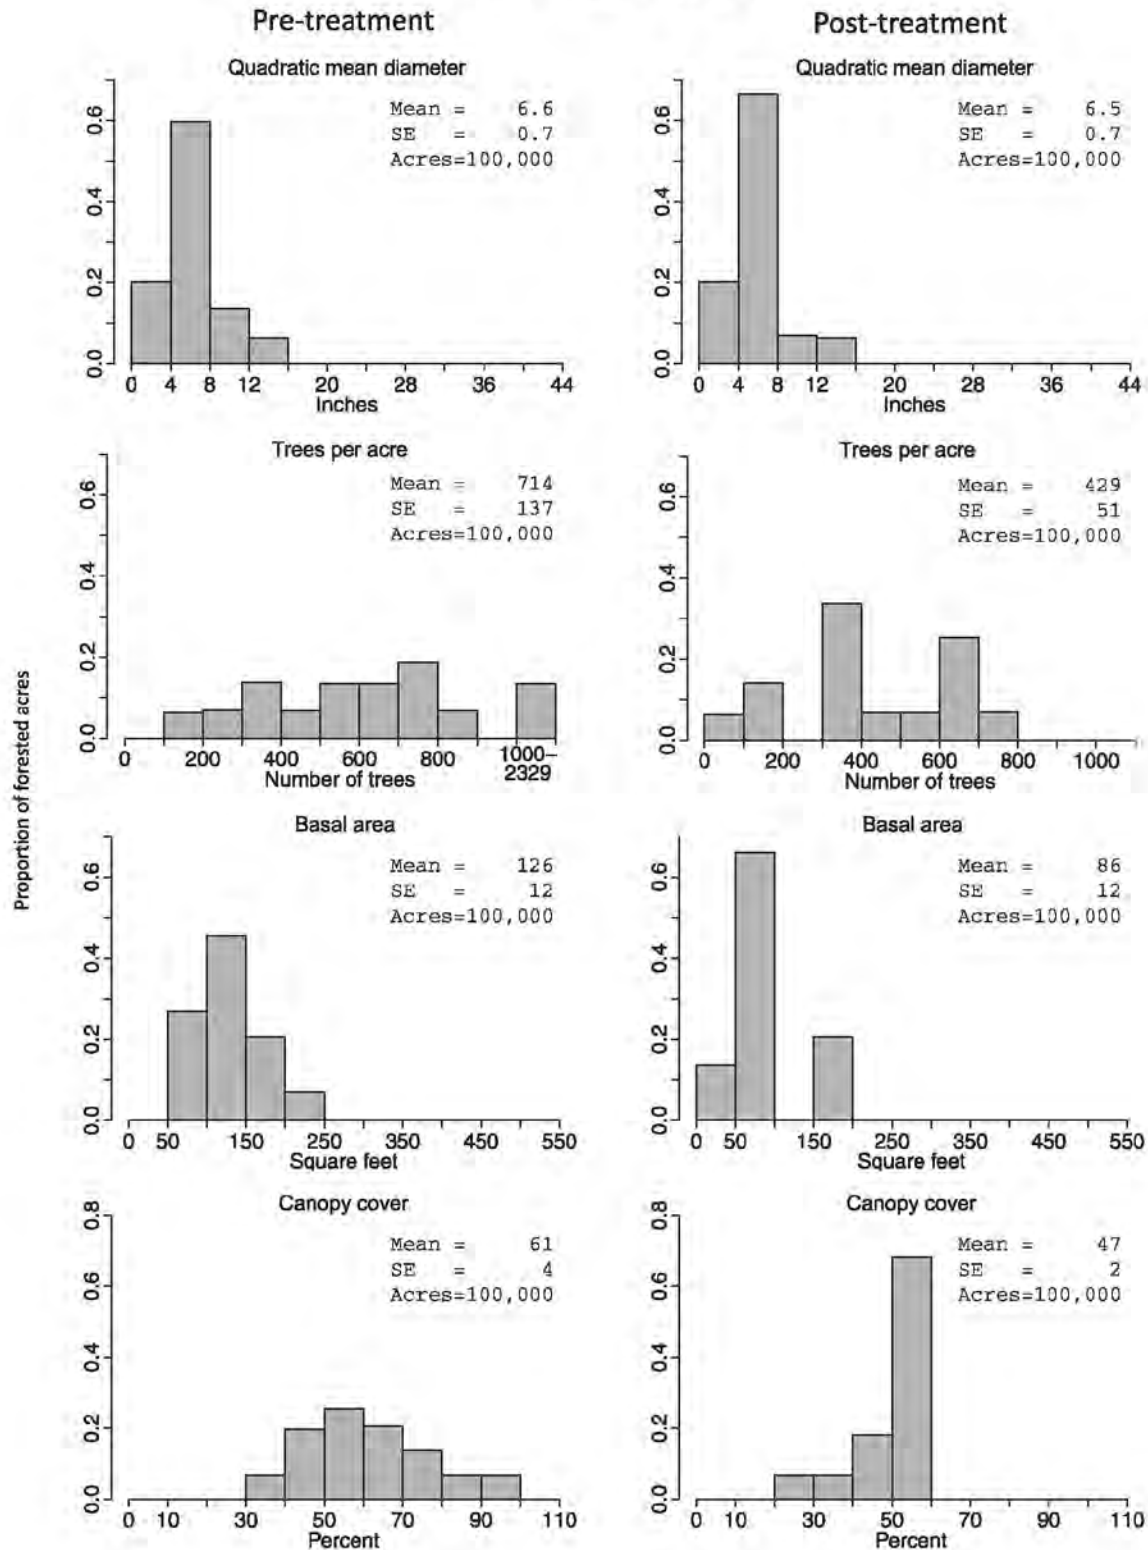 Pre-treatment
Post-treatment
Proportion of forested acres
Quadratic mean diameter
Mean = 6.6
SE = 0.7
Acres=100,000
0.0 0.2 0.4 0.6
0 4 8 12 20 28 36 44
Inches
Quadratic mean diameter
Mean = 6.5
SE = 0.7
Acres=100,000
0.0 0.2 0.4 0.6
0 4 8 12 20 28 36 44
Inches
Trees per acre
Mean = 714
SE = 137
Acres=100,000
0.0 0.2 0.4 0.6
0 200 400 600 800 1000–
2329
Number of trees
Trees per acre
Mean = 429
SE = 51
Acres=100,000
0.0 0.2 0.4 0.6
0 200 400 600 800 1000
Number of trees
Basal area
Mean = 126
SE = 12
Acres=100,000
0.0 0.2 0.4 0.6
0 50 150 250 350 450 550
Square feet
Basal area
Mean = 86
SE = 12
Acres=100,000
0.0 0.2 0.4 0.6
0 50 150 250 350 450 550
Square feet
Canopy cover
Mean = 61
SE = 4
Acres=100,000
0.0 0.2 0.4 0.6 0.8
0 10 30 50 70 90 110
Percent
Canopy cover
Mean = 47
SE = 2
Acres=100,000
0.0 0.2 0.4 0.6 0.8
0 10 30 50 70 90 110
Percent